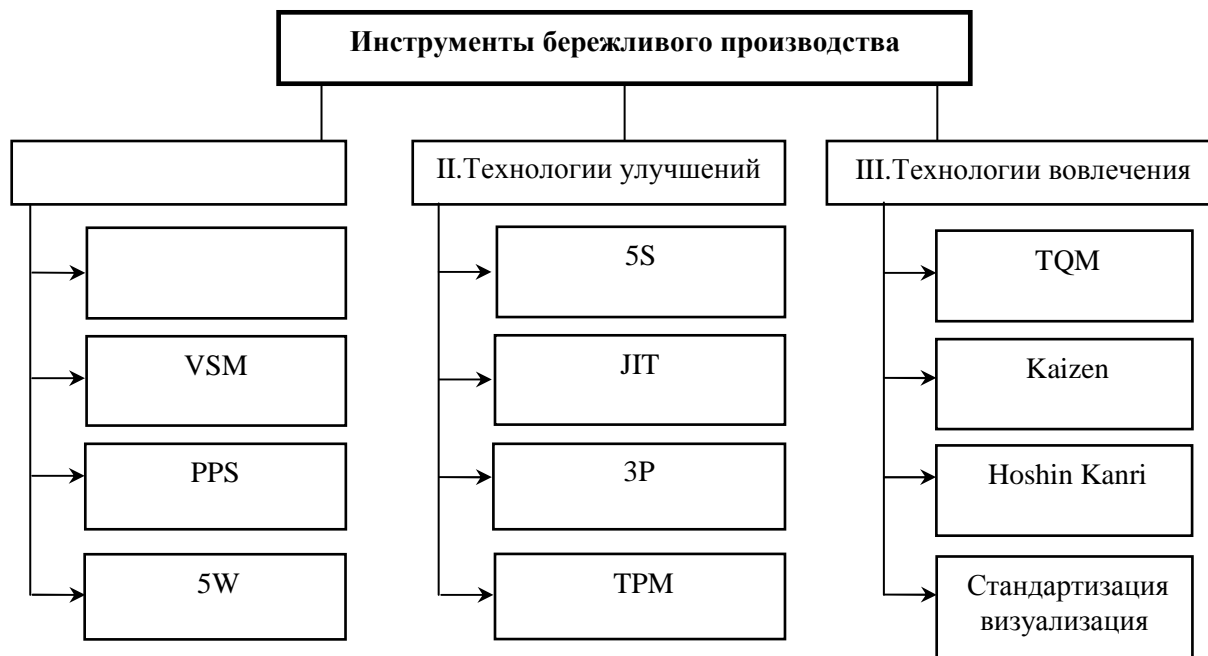 Инструменты бережливого производства
II.Технологии улучшений
III.Технологии вовлечения
5S
TQM
VSM
JIT
Kaizen
PPS
3P
Hoshin Kanri
5W
TPM
Стандартизация
визуализация